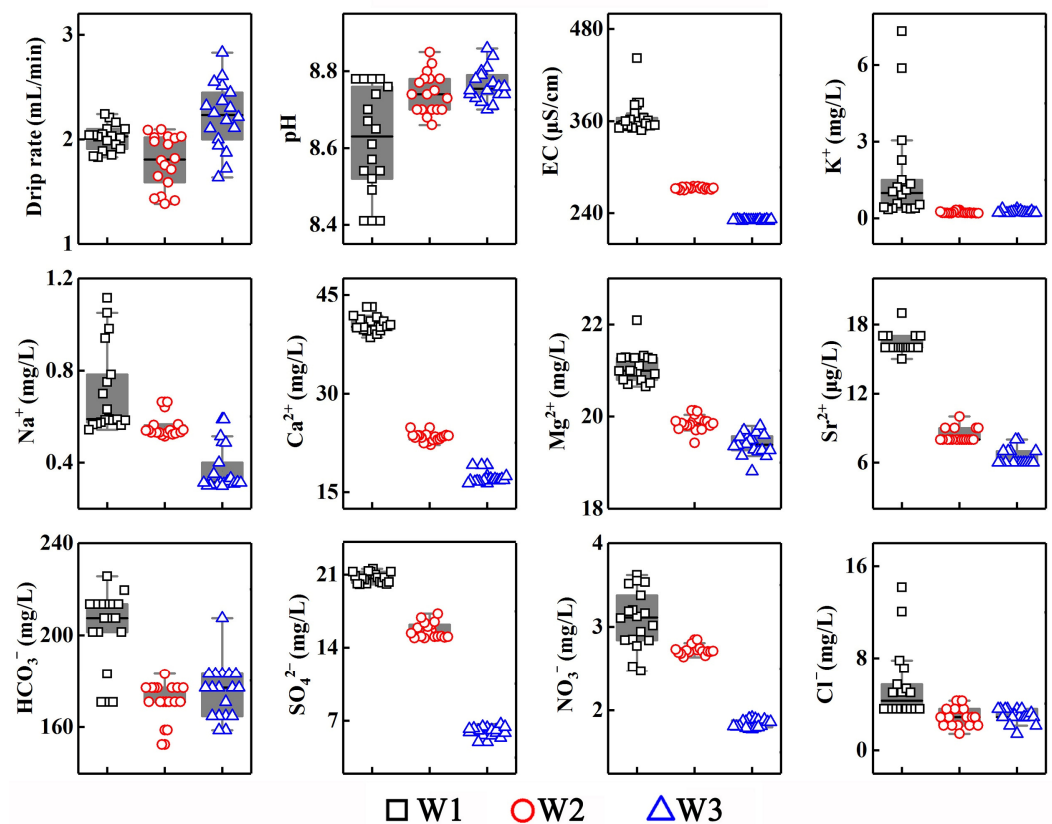 Drip rate (mL/min)
3
2
1
pH
8.8
8.6
8.4
EC (μS/cm)
480
360
240
K⁺ (mg/L)
6
3
0
Na⁺ (mg/L)
1.2
0.8
0.4
Ca²⁺ (mg/L)
45
30
15
Mg²⁺ (mg/L)
22
20
18
Sr²⁺ (μg/L)
18
12
6
HCO₃⁻ (mg/L)
240
200
160
SO₄²⁻ (mg/L)
21
14
7
NO₃⁻ (mg/L)
4
3
2
Cl⁻ (mg/L)
16
8
0
W1 W2 W3